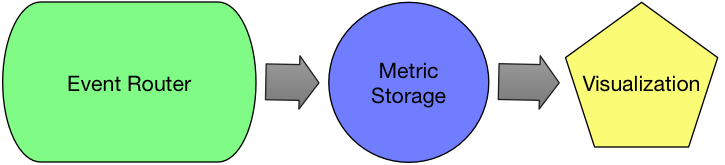 Event Router
Metric
Storage
Visualization